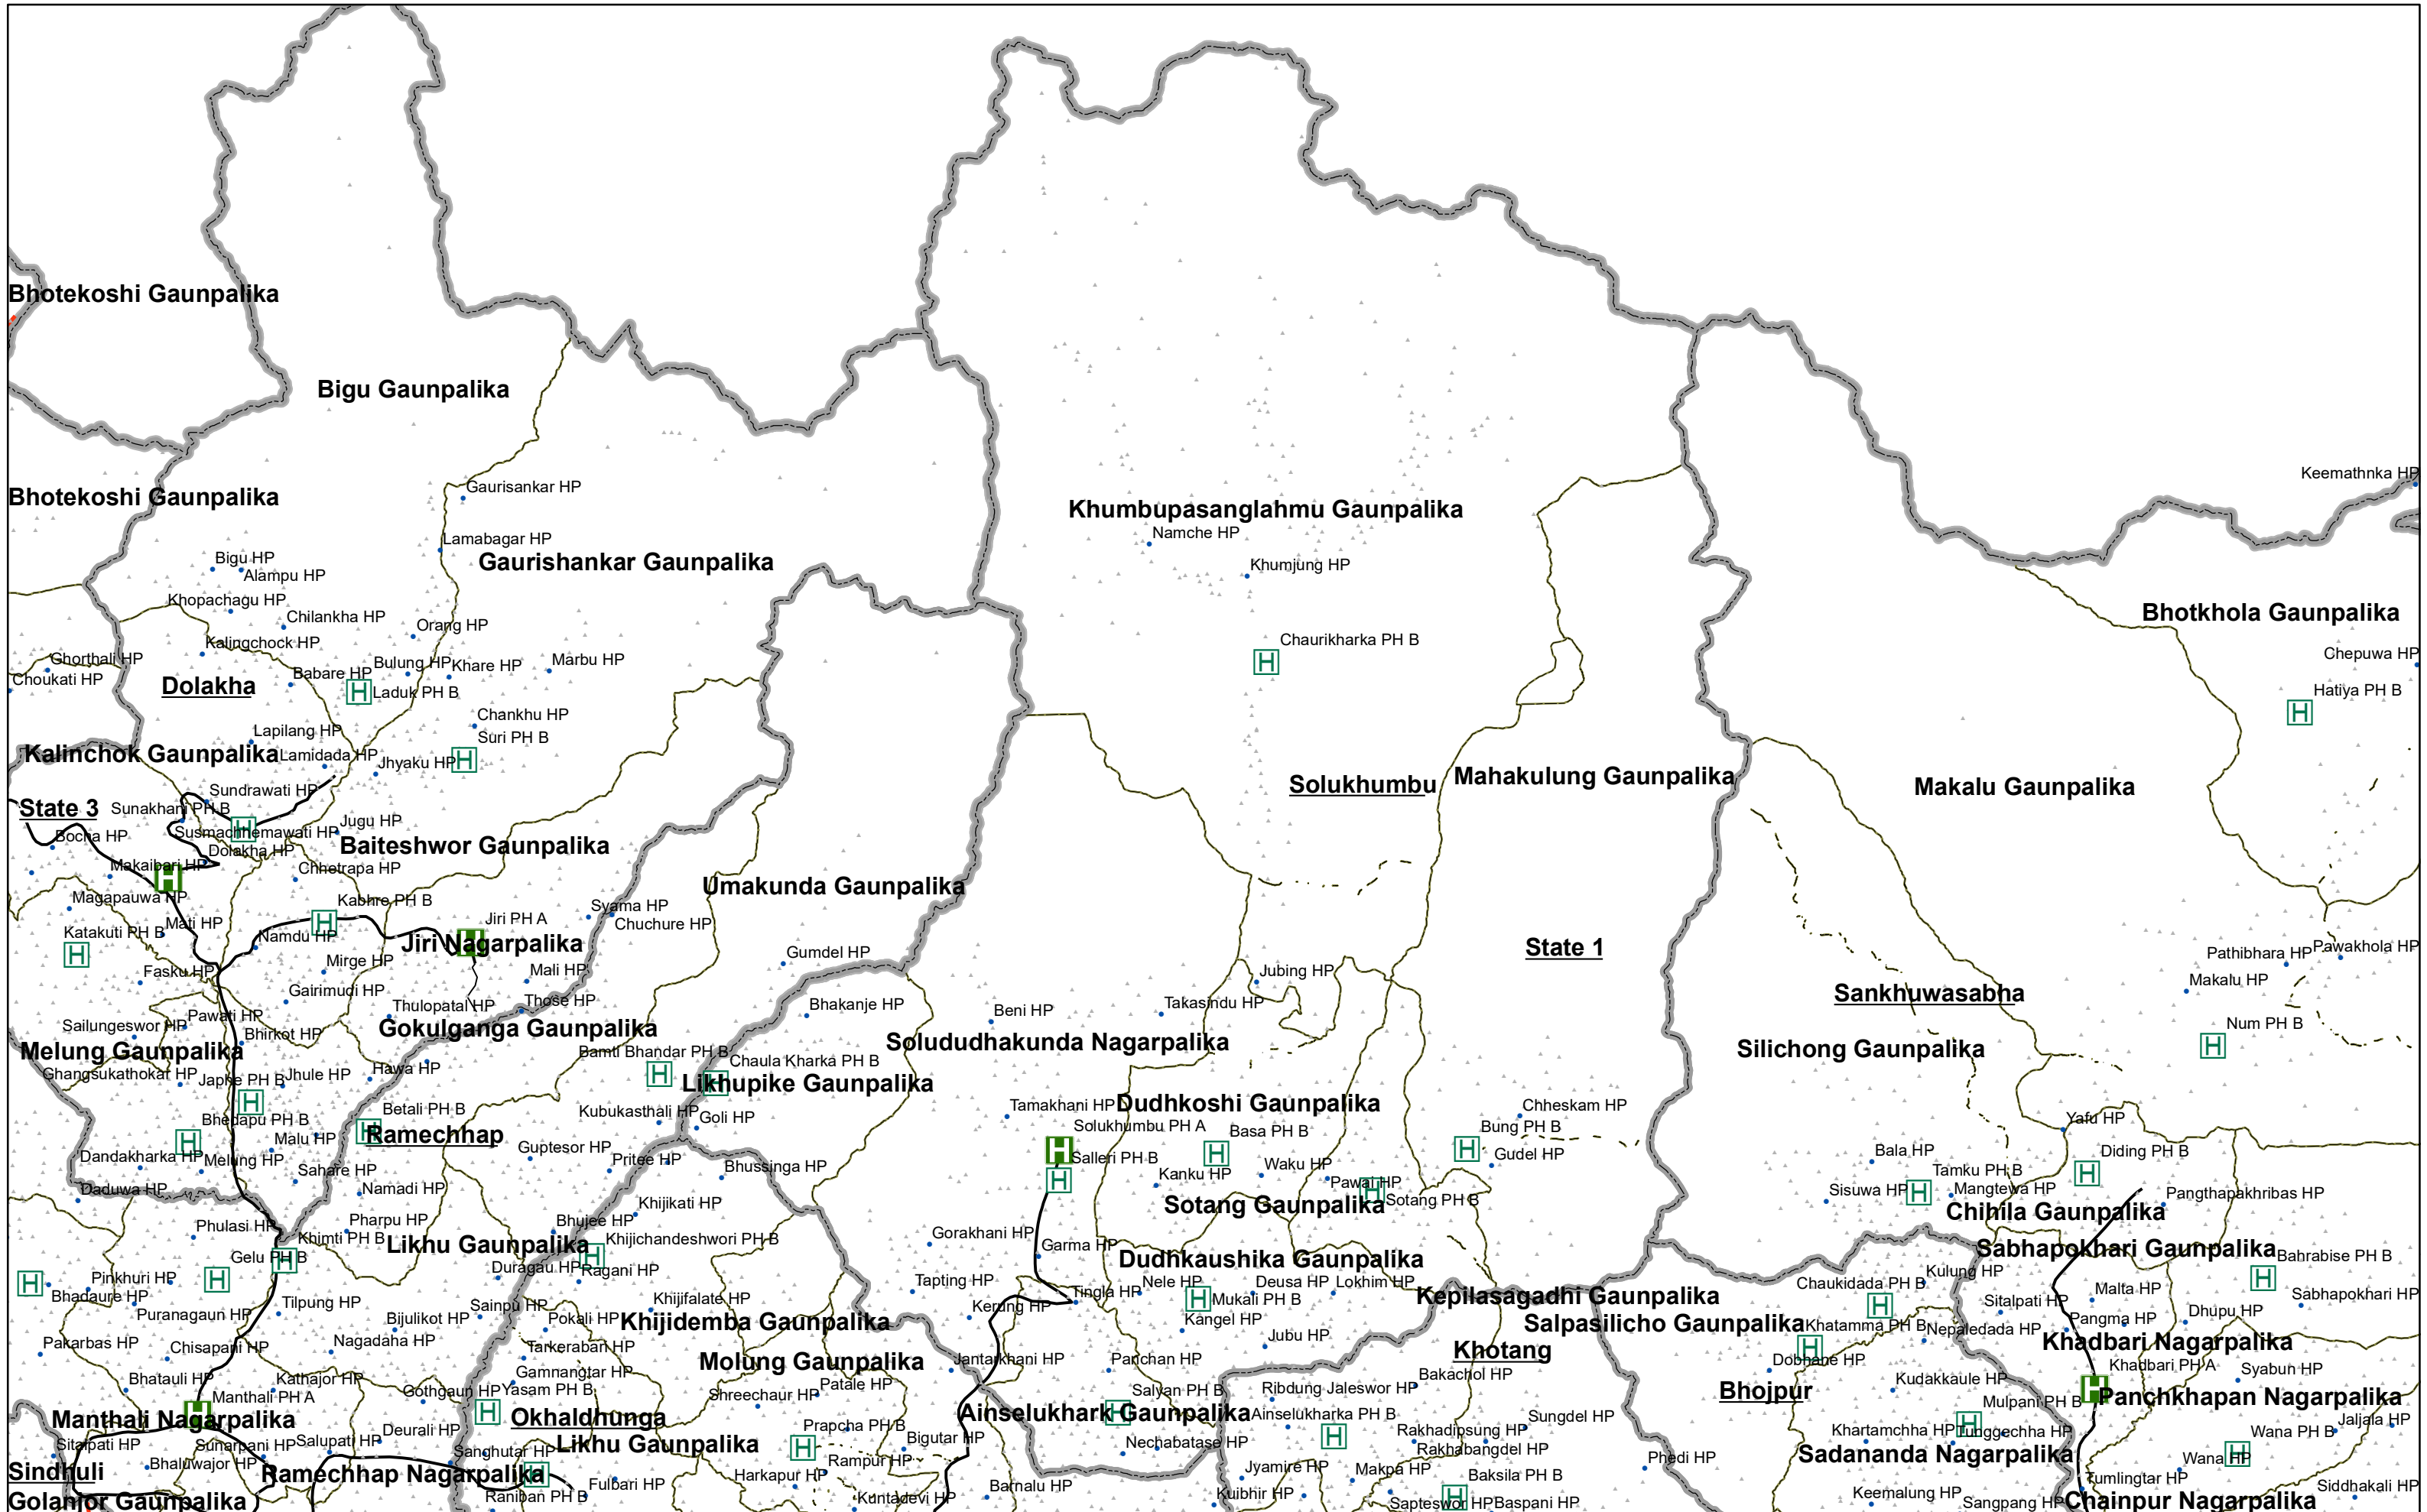 Bhotekoshi Gaunpalika
Bigu Gaunpalika
Keemathnka HP
Gaurisankar HP
Bhotekoshi Gaunpalika
Khumbupasanglahmu Gaunpalika
Namche HP
Lamabagar HP
Gaurishankar Gaunpalika
Bigu HP
Khumjung HP
Alampu HP
Khopachagu HP
Bhotkhola Gaunpalika
Chilankha HP
Orang HP
Kalingchock HP
Chaurikharka PH B
Ghorthali HP
Bulung HP
Khare HP
Marbu HP
Chepuwa HP
Babare HP
Choukati HP
Dolakha
Laduk PH B
Hatiya PH B
Chankhu HP
Lapilang HP
Suri PH B
Kalinchok Gaunpalika
Lamidada HP
Jhyaku HP
Solukhumbu
Mahakulung Gaunpalika
Makalu Gaunpalika
Sundrawati HP
State 3
Sunakhani PH B
Jugu HP
Bocha HP
Susmachhemawati HP
Baiteshwor Gaunpalika
Dolakha HP
Makaibari HP
Chhetrapa HP
Umakunda Gaunpalika
Magapauwa HP
Kabhre PH B
Syama HP
Mati HP
Jiri PH A
Chuchure HP
Katakuti PH B
Namdu HP
Jiri Nagarpalika
State 1
Gumdel HP
Pathibhara HP
Pawakhola HP
Mirge HP
Fasku HP
Mali HP
Jubing HP
Makalu HP
Gairimudi HP
Sankhuwasabha
Thulopatal HP
Those HP
Bhakanje HP
Takasindu HP
Beni HP
Pawati HP
Sailungeswor HP
Bhirkot HP
Gokulganga Gaunpalika
Num PH B
Solududhakunda Nagarpalika
Melung Gaunpalika
Bamti Bhandar PH B
Silichong Gaunpalika
Chaula Kharka PH B
Ghangsukathokar HP
Japhe PH B
Jhule HP
Hawa HP
Likhupike Gaunpalika
Betali PH B
Kubukasthali HP
Goli HP
Tamakhani HP
Dudhkoshi Gaunpalika
Chheskam HP
Bhedapu PH B
Solukhumbu PH A
Basa PH B
Bung PH B
Yafu HP
Malu HP
Ramechhap
Guptesor HP
Pritee HP
Salleri PH B
Gudel HP
Bala HP
Diding PH B
Dandakharka HP
Melung HP
Sahare HP
Bhussinga HP
Kanku HP
Waku HP
Tamku PH B
Daduwa HP
Namadi HP
Pawai HP
Sotang PH B
Sisuwa HP
Mangtewa HP
Pangthapakhribas HP
Khijikati HP
Sotang Gaunpalika
Chihila Gaunpalika
Phulasi HP
Pharpu HP
Bhujee HP
Khimti PH B
Khijichandeshwori PH B
Gorakhani HP
Garma HP
Likhu Gaunpalika
Sabhapokhari Gaunpalika
Gelu PH B
Dudhkaushika Gaunpalika
Bahrabise PH B
Duragau HP
Ragani HP
Pinkhuri HP
Tapting HP
Nele HP
Deusa HP
Lokhim HP
Chaukidada PH B
Kulung HP
Malta HP
Bhadaure HP
Tingla HP
Mukali PH B
Kepilasagadhi Gaunpalika
Sabhapokhari HP
Puranagaun HP
Tilpung HP
Sainpu HP
Khijifalate HP
Kerung HP
Sitalpati HP
Dhupu HP
Bijulikot HP
Pokali HP
Khijidemba Gaunpalika
Kangel HP
Salpasilicho Gaunpalika
Khatamma PH B
Nepaledada HP
Pangma HP
Pakarbas HP
Chisapani HP
Nagadaha HP
Tarkeraban HP
Jubu HP
Khotang
Khadbari Nagarpalika
Molung Gaunpalika
Jantarkhani HP
Panchan HP
Dobhane HP
Khadbari PH A
Syabun HP
Bhatauli HP
Kathajor HP
Gamnangtar HP
Bakachol HP
Kudakkaule HP
Manthali PH A
Gothgaun HP
Yasam PH B
Shreechaur HP
Patale HP
Salyan PH B
Ribdung Jaleswor HP
Bhojpur
Mulpani PH B
Panchkhapan Nagarpalika
Manthali Nagarpalika
Okhaldhunga
Ainselukhark Gaunpalika
Ainselukharka PH B
Sungdel HP
Deurali HP
Prapcha PH B
Rakhadipsung HP
Khartamchha HP
Tunggechha HP
Jaljala HP
Wana PH B
Sitalpati HP
Sunarpani HP
Salupati HP
Sanghutar HP
Likhu Gaunpalika
Bigutar HP
Nechabatase HP
Rakhabangdel HP
Sadananda Nagarpalika
Phedi HP
Wana HP
Bhaluwajor HP
Rampur HP
Sindhuli
Ramechhap Nagarpalika
Harkapur HP
Jyamire HP
Makpa HP
Baksila PH B
Tumlingtar HP
Fulbari HP
Barnalu HP
Siddhakali HP
Raniban PH B
Kuntadevi HP
Kuibhir HP
Keemalung HP
Golanjor Gaunpalika
Sapteswor HP
Baspani HP
Sangpang HP
Chainpur Nagarpalika